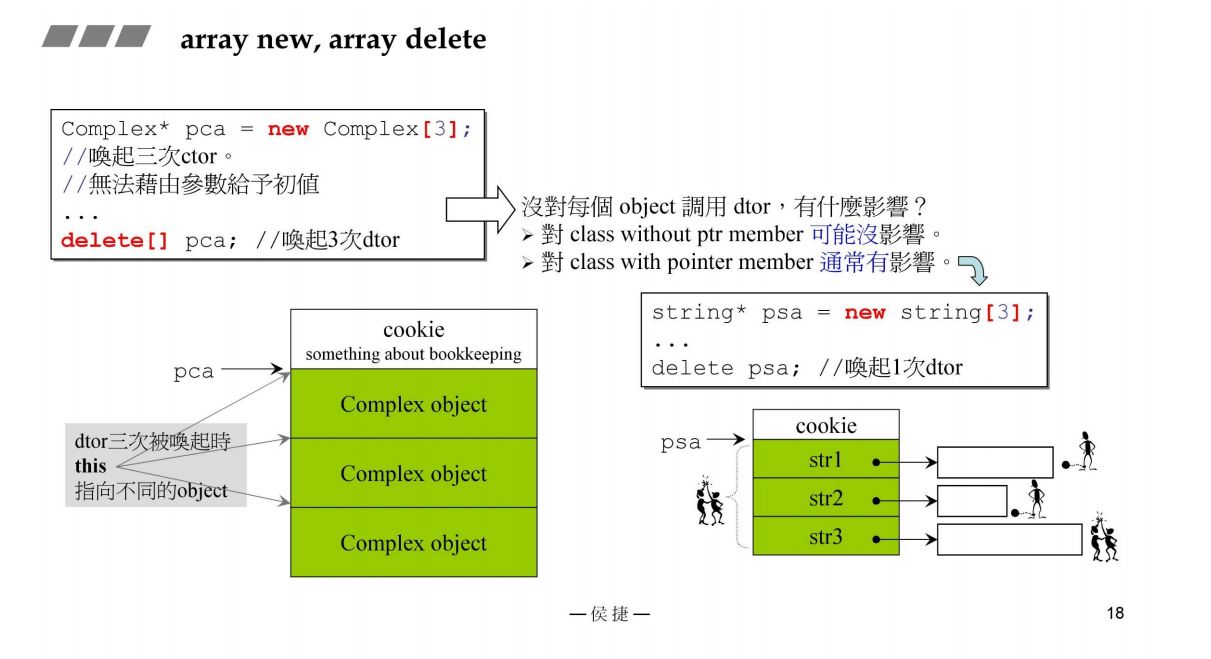 array new, array delete
Complex* pca = new Complex[3];
//喚起三次ctor。
//無法藉由參數給予初值
...
delete[] pca; //喚起3次dtor
沒對每個 object 調用 dtor，有什麼影響？
➢ 對 class without ptr member 可能沒影響。
➢ 對 class with pointer member 通常有影響。
string* psa = new string[3];
...
delete psa; //喚起1次dtor
cookie
something about bookkeeping
pca
Complex object
Complex object
Complex object
dtor三次被喚起時
this
指向不同的object
cookie
psa
str1
str2
str3
—侯捷—
18